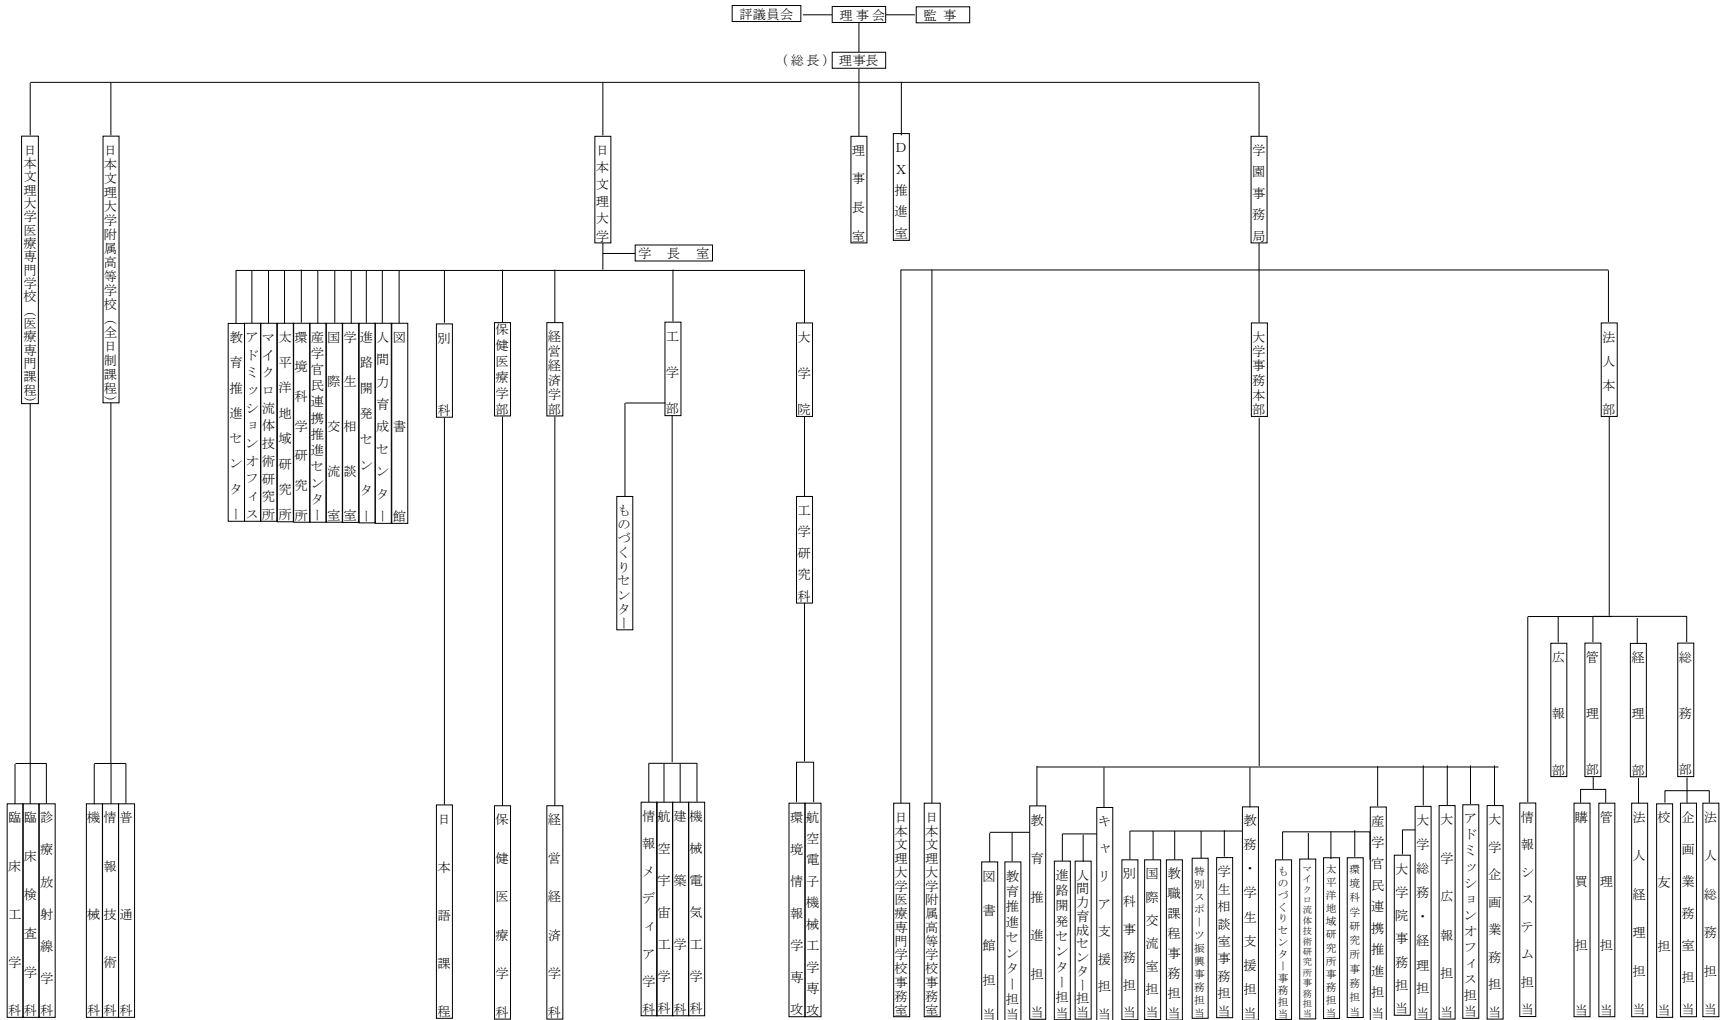 評議員会
理事会
監事
(総長)
理事長
日本文理大学医療専門学校(医療専門課程)
日本文理大学附属高等学校(全日制課程)
日本文理大学
理事長室
DX推進室
学園事務局
学長室
教育推進センター
アドミッションオフィス
マイクロ流体技術研究所
太平洋地域研究所
環境科学研究所
産学官民連携推進センター
国際交流室
学生相談室
進路開発センター
人間力育成センター
図書館
別科
保健医療学部
経営経済学部
工学部
大学院
大学事務本部
法人本部
ものづくりセンター
工学研究科
広報部
管理部
経理部
総務部
臨床工学科
臨床検査学科
診療放射線学科
機械科
情報技術科
普通科
日本語課程
保健医療学科
経営経済学科
情報メディア学科
航空宇宙工学科
建築学科
機械電気工学科
環境情報学専攻
航空電子機械工学専攻
日本文理大学医療専門学校事務室
日本文理大学附属高等学校事務室
図書館担当
教育推進センター担当
教育推進担当
進路開発センター担当
人間力育成センター担当
キャリア支援担当
別科事務担当
国際交流室担当
教職課程事務担当
特別スポーツ振興事務担当
学生相談室事務担当
教務・学生支援担当
ものづくりセンター事務担当
マイクロ流体技術研究所事務担当
太平洋地域研究所事務担当
環境科学研究所事務担当
産学官民連携推進担当
大学院事務担当
大学総務・経理担当
大学広報担当
アドミッションオフィス担当
大学企画業務担当
情報システム担当
購買担当
管理担当
法人経理担当
校友担当
企画業務室担当
法人総務担当